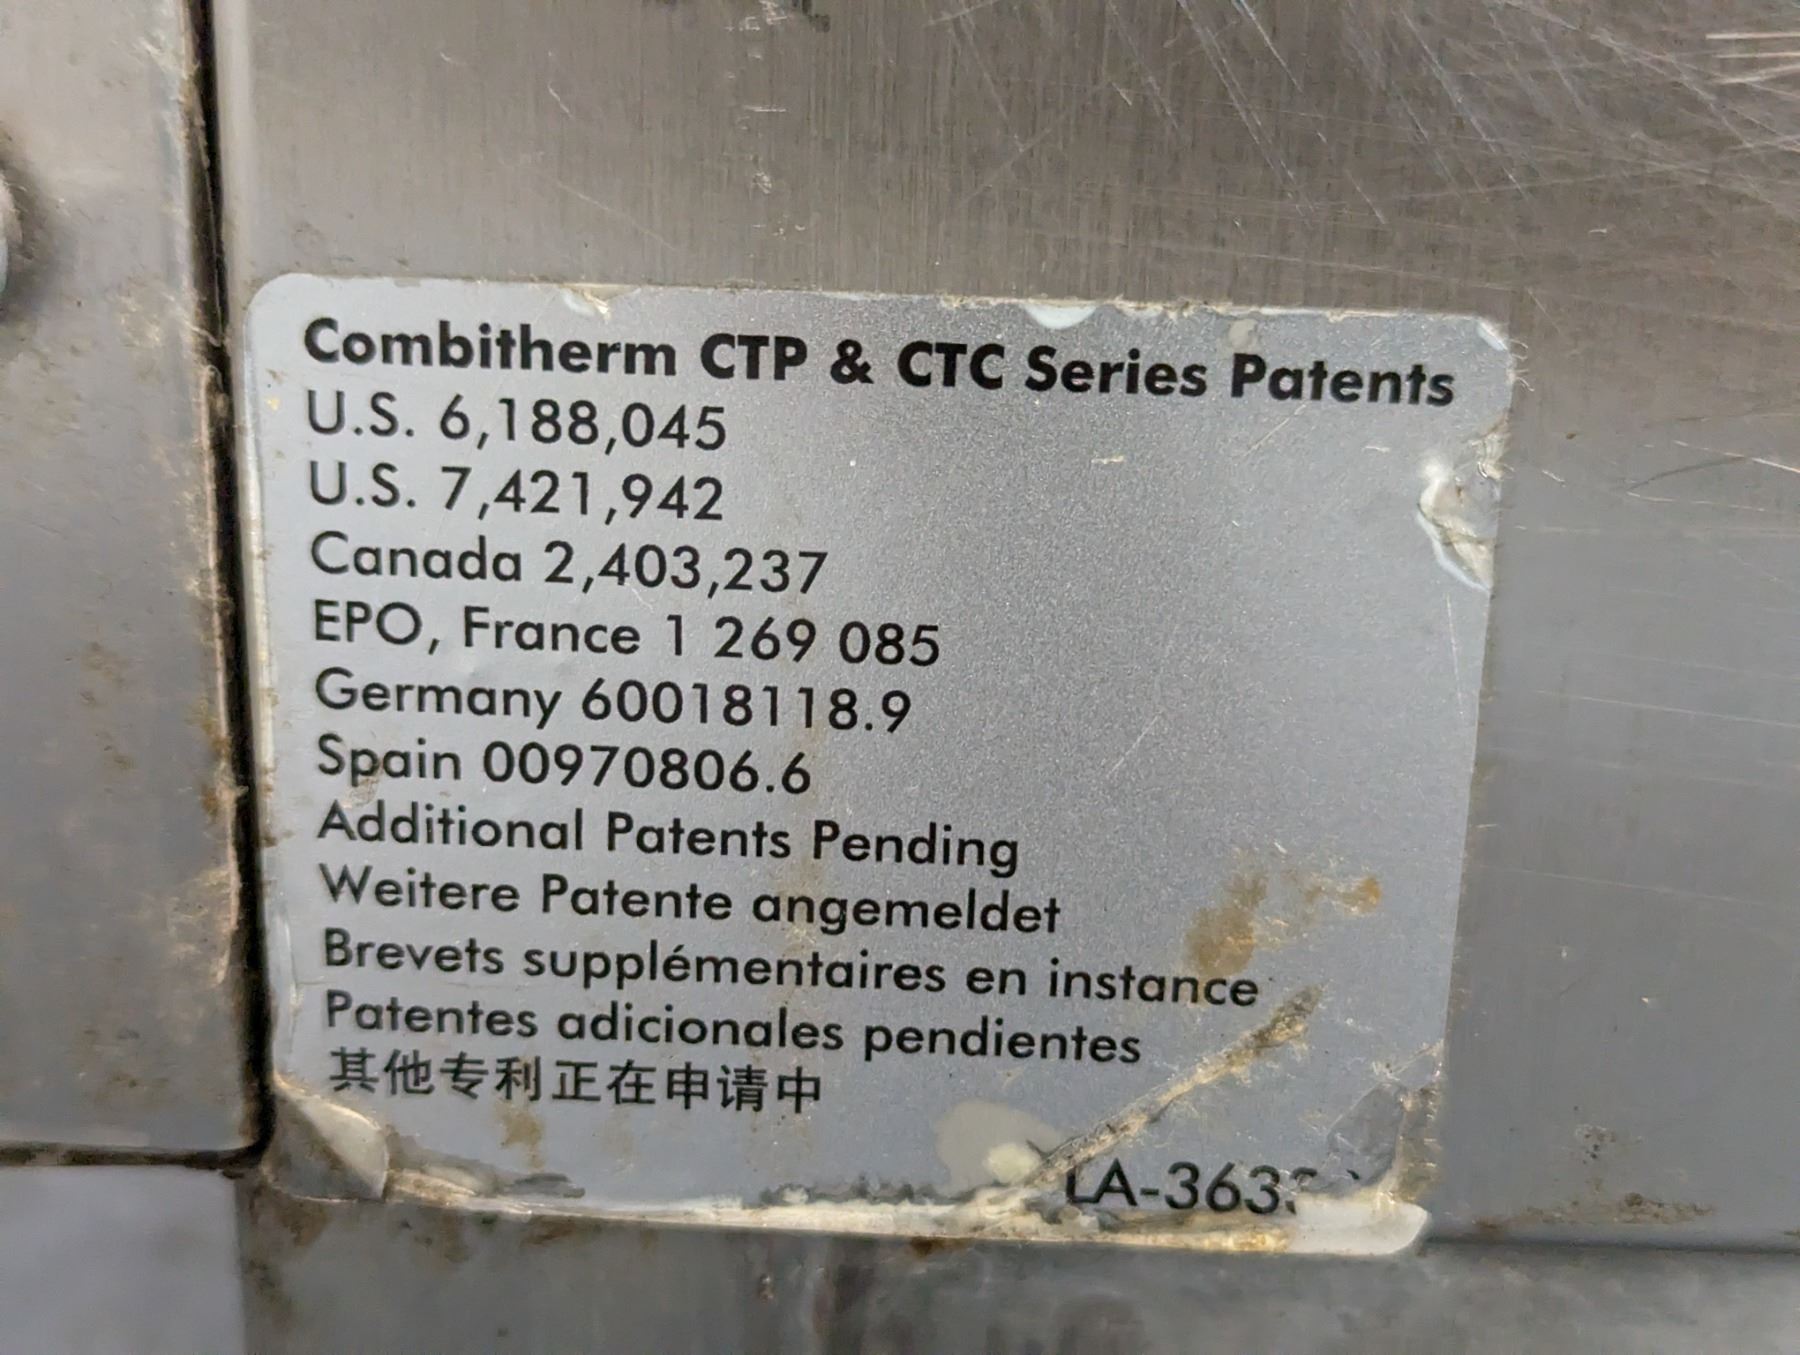 Combitherm CTP & CTC Series Patents
U.S. 6,188,045
U.S. 7,421,942
Canada 2,403,237
EPO, France 1 269 085
Germany 60018118.9
Spain 00970806.6
Additional Patents Pending
Weitere Patente angemeldet
Brevets supplémentaires en instance
Patentes adicionales pendientes
其他专利正在申请中